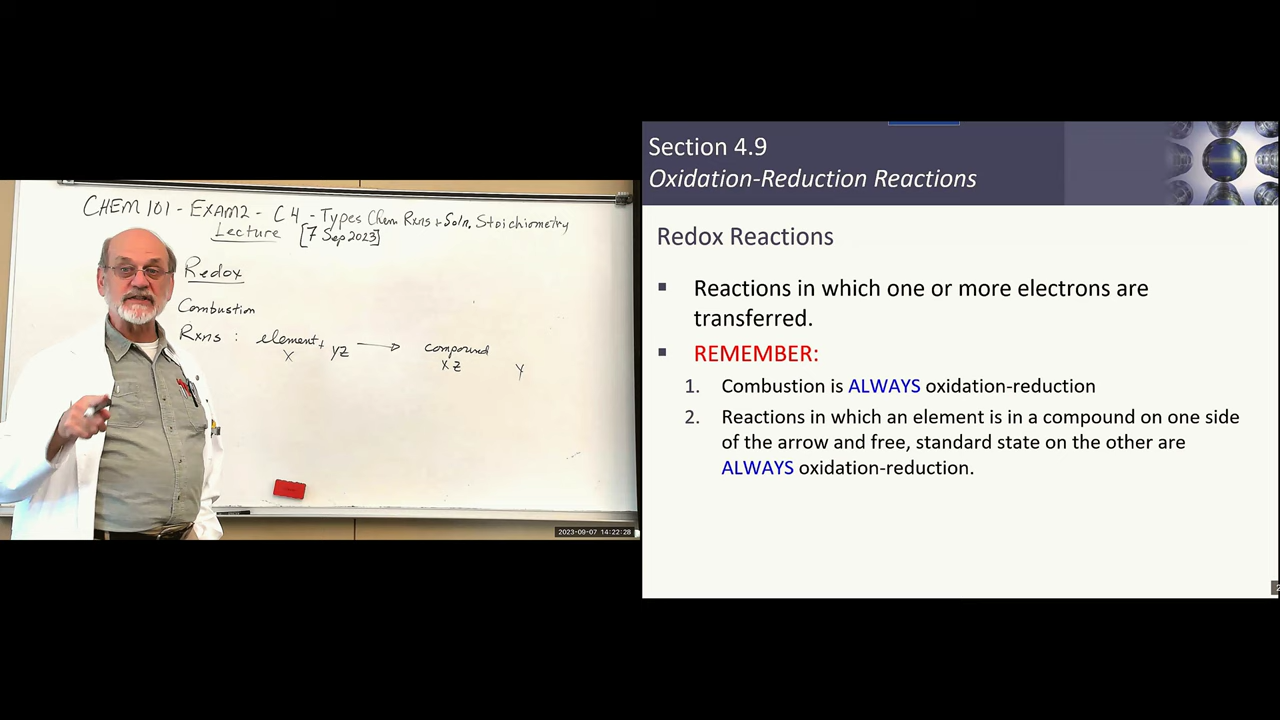 CHEM 101 - EXAM2 - C4 - Types Chem Rxns + Soln. Stoichiometry
Lecture [7 Sep 2023]
Redox
Combustion
Rxns : element + yz → compound
x xz y
2023-09-07 14:22:28
Section 4.9
Oxidation-Reduction Reactions
Redox Reactions
▪ Reactions in which one or more electrons are
transferred.
▪ REMEMBER:
1. Combustion is ALWAYS oxidation-reduction
2. Reactions in which an element is in a compound on one side
of the arrow and free, standard state on the other are
ALWAYS oxidation-reduction.